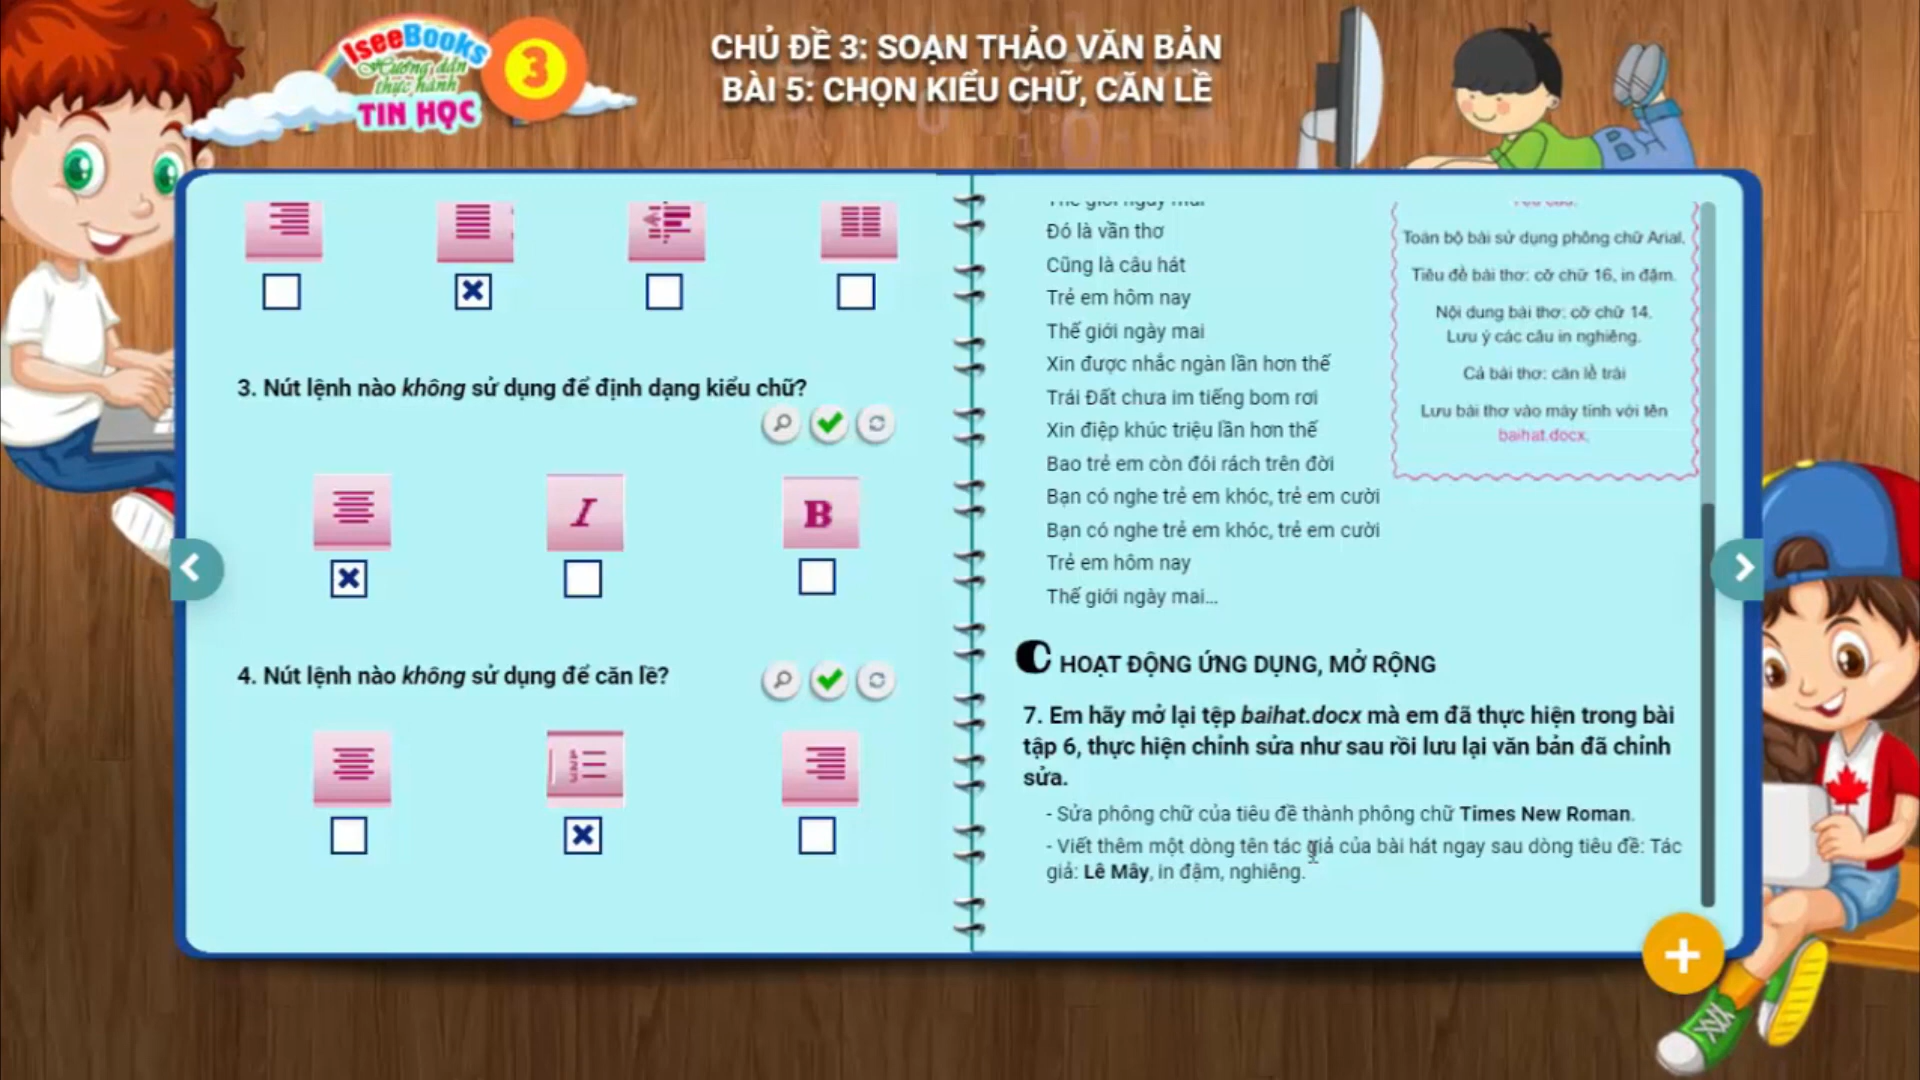 IseeBooks
Hướng dẫn
thực hành
TIN HỌC
3
CHỦ ĐỀ 3: SOẠN THẢO VĂN BẢN
BÀI 5: CHỌN KIỂU CHỮ, CĂN LỀ
3. Nút lệnh nào không sử dụng để định dạng kiểu chữ?
I
B
4. Nút lệnh nào không sử dụng để căn lề?
Thế giới ngày mai
Đó là vần thơ
Cũng là câu hát
Trẻ em hôm nay
Thế giới ngày mai
Xin được nhắc ngàn lần hơn thế
Trái Đất chưa im tiếng bom rơi
Xin điệp khúc triệu lần hơn thế
Bao trẻ em còn đói rách trên đời
Bạn có nghe trẻ em khóc, trẻ em cười
Bạn có nghe trẻ em khóc, trẻ em cười
Trẻ em hôm nay
Thế giới ngày mai...
Toàn bộ bài sử dụng phông chữ Arial.
Tiêu đề bài thơ: cỡ chữ 16, in đậm.
Nội dung bài thơ: cỡ chữ 14.
Lưu ý các câu in nghiêng.
Cả bài thơ: căn lề trái
Lưu bài thơ vào máy tính với tên
baihat.docx.
C HOẠT ĐỘNG ỨNG DỤNG, MỞ RỘNG
7. Em hãy mở lại tệp baihat.docx mà em đã thực hiện trong bài
tập 6, thực hiện chỉnh sửa như sau rồi lưu lại văn bản đã chỉnh
sửa.
- Sửa phông chữ của tiêu đề thành phông chữ Times New Roman.
- Viết thêm một dòng tên tác giả của bài hát ngay sau dòng tiêu đề: Tác
giả: Lê Mây, in đậm, nghiêng.